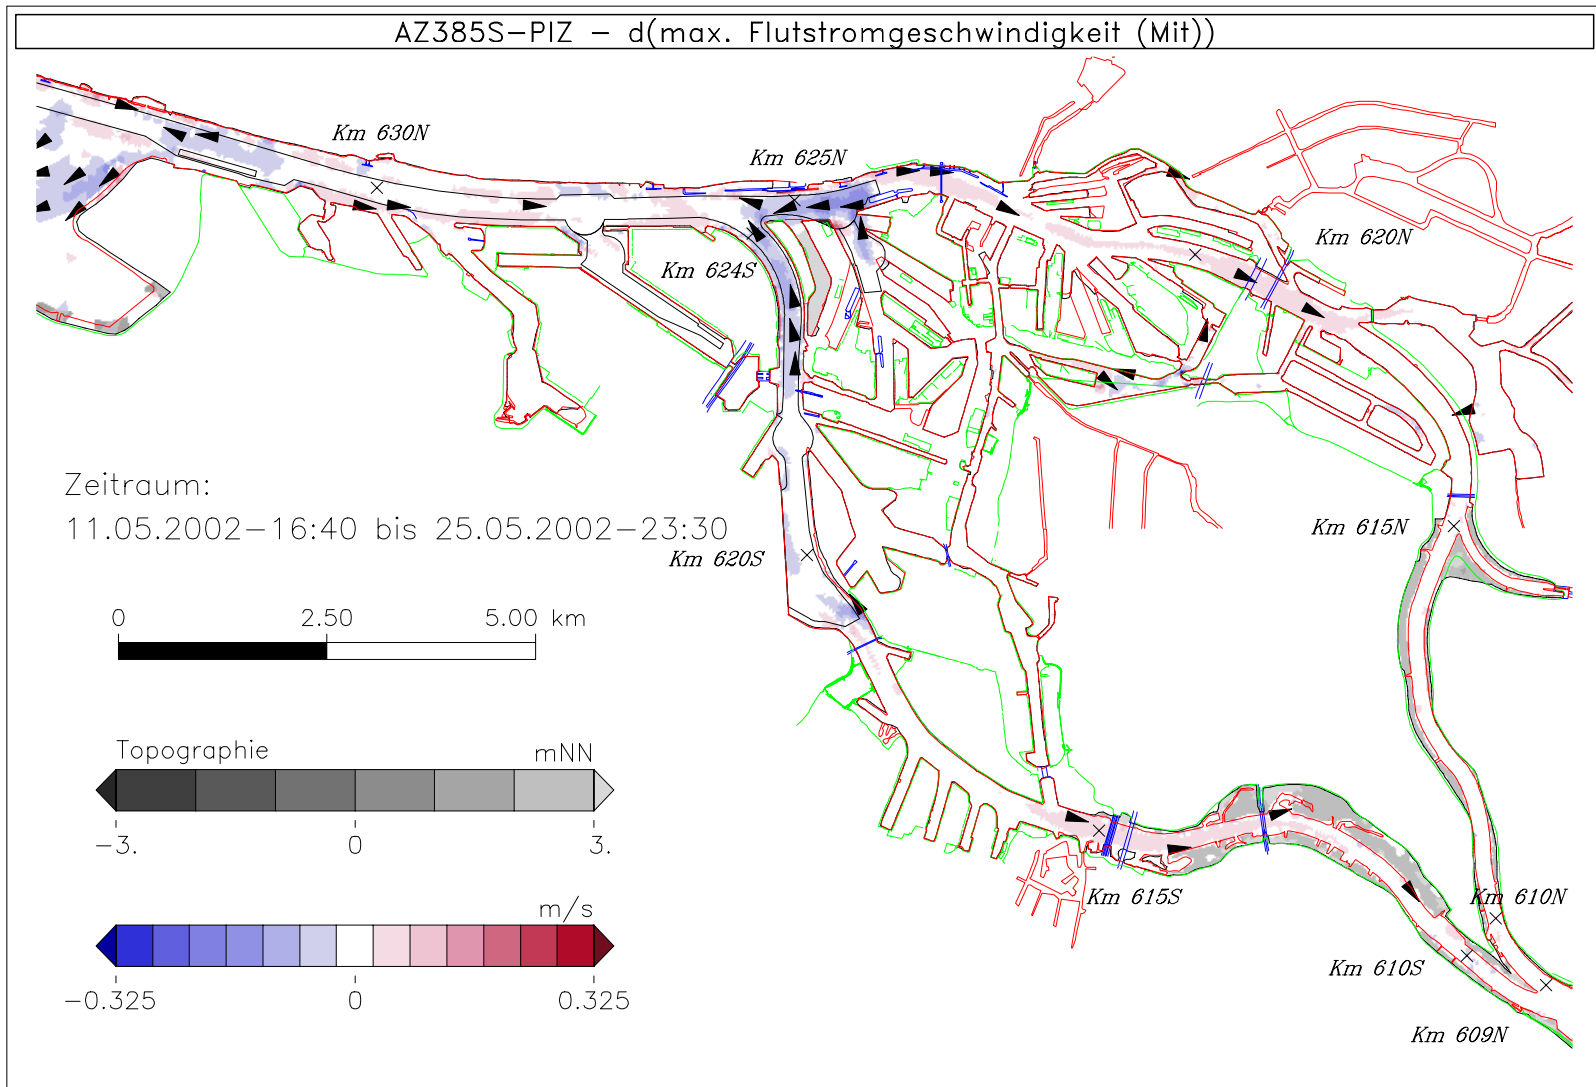 AZ385S-PIZ - d(max. Flutstromgeschwindigkeit (Mit))
Km 630N
Km 625N
Km 620N
Km 624S
Zeitraum:
11.05.2002-16:40 bis 25.05.2002-23:30
Km 615N
Km 620S
0 2.50 5.00 km
Topographie mNN
-3. 0 3.
Km 615S
Km 610N
m/s
Km 610S
-0.325 0 0.325
Km 609N